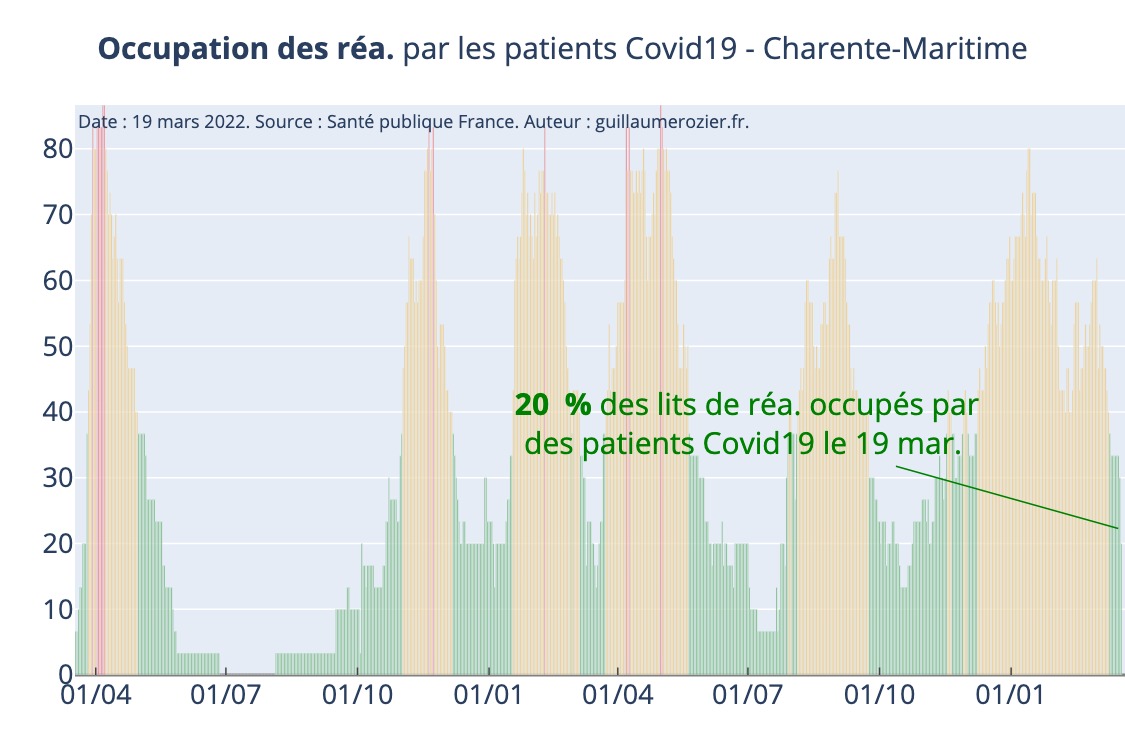 Occupation des réa. par les patients Covid19 - Charente-Maritime
Date : 19 mars 2022. Source : Santé publique France. Auteur : guillaumerozier.fr.
80
70
60
50
40
30
20
10
0
20  % des lits de réa. occupés par
des patients Covid19 le 19 mar.
01/04 01/07 01/10 01/01 01/04 01/07 01/10 01/01